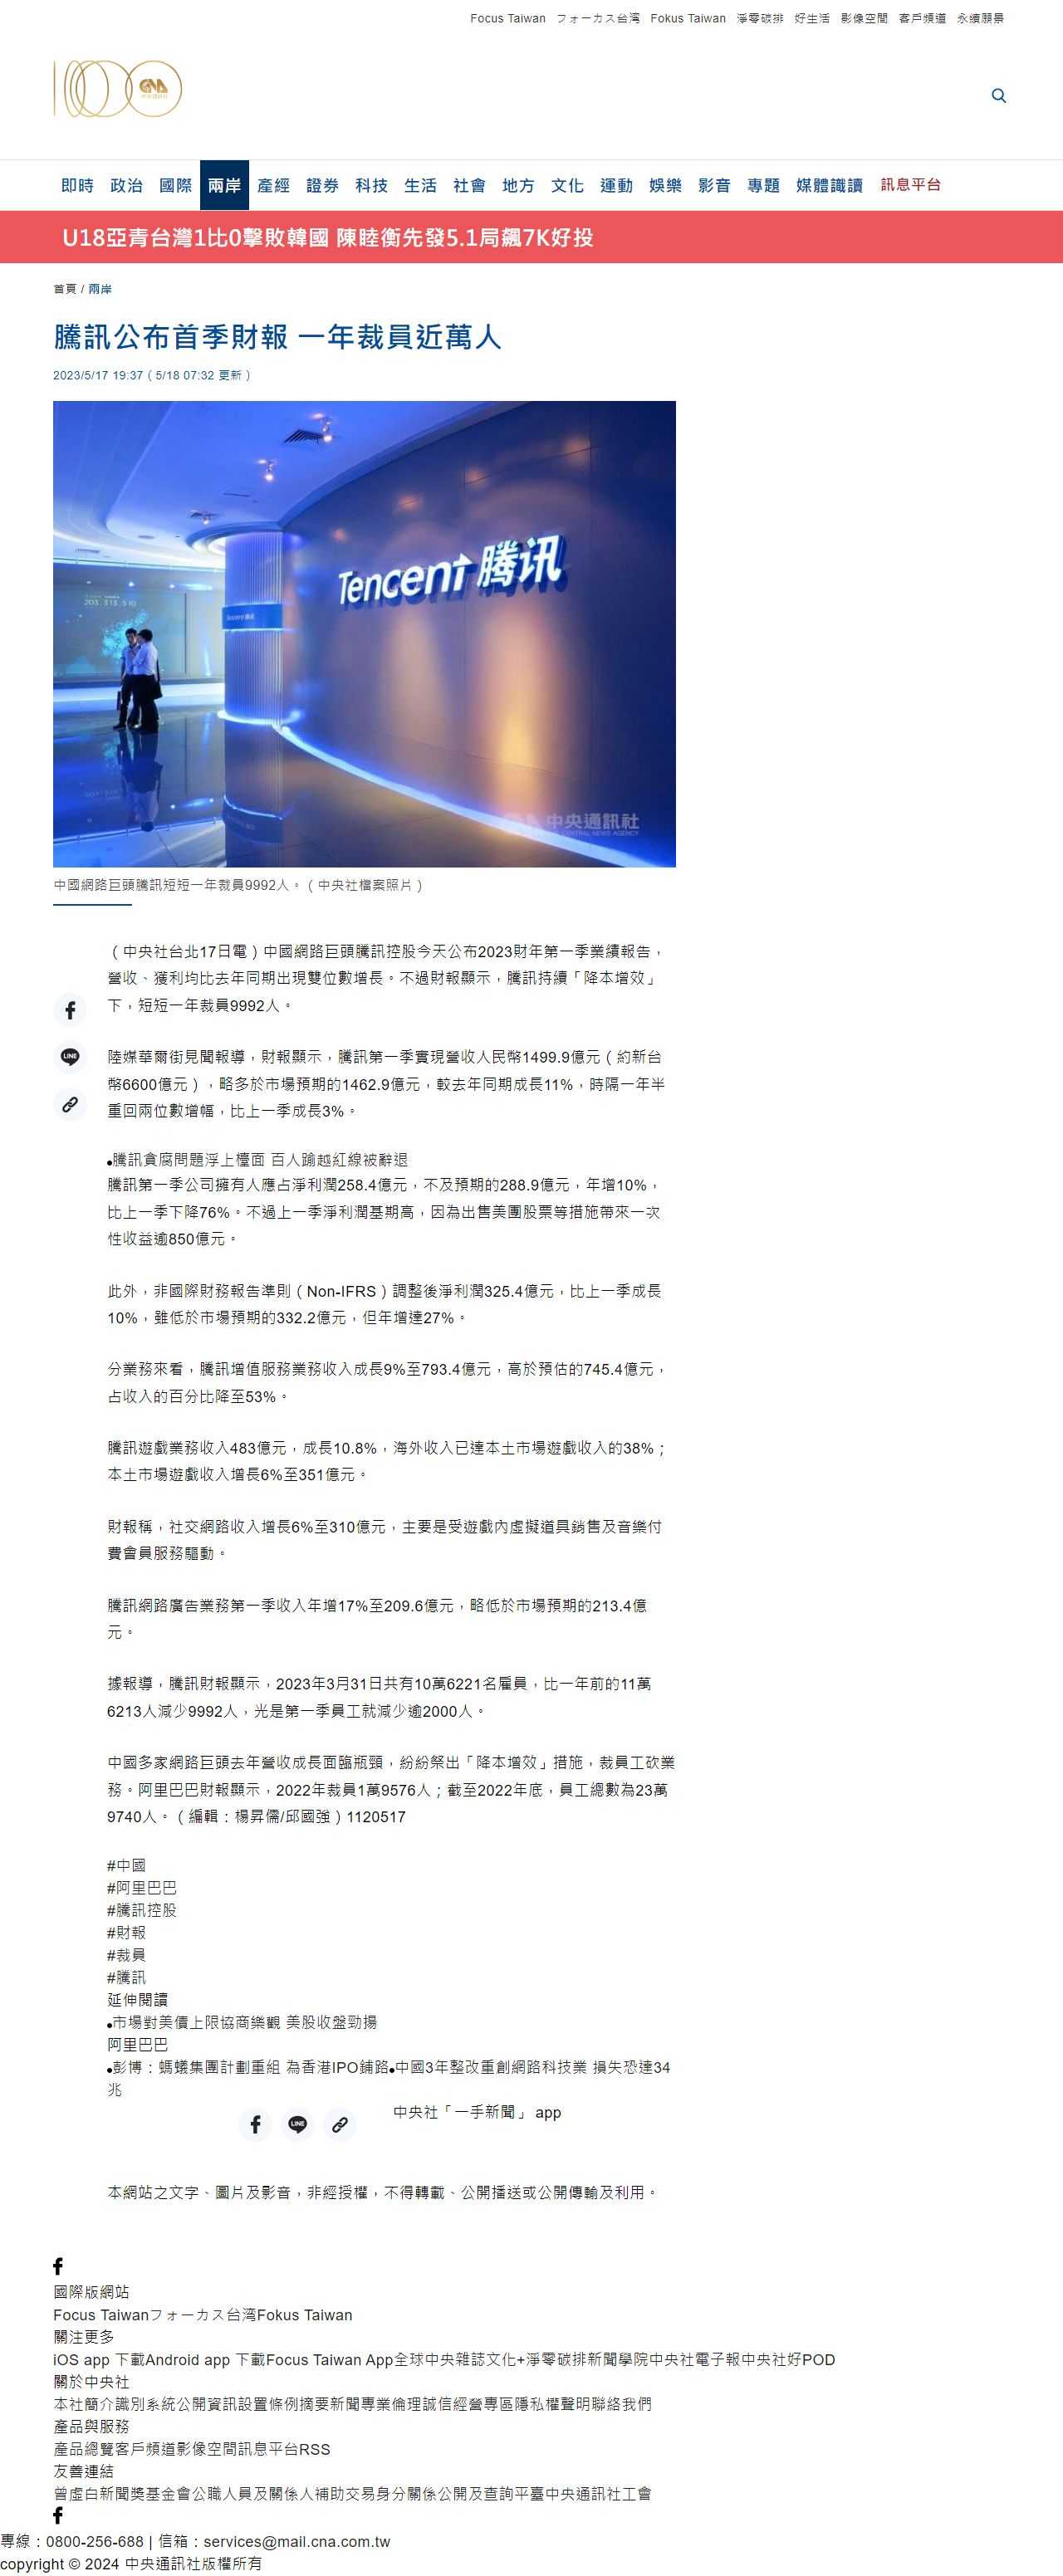 Focus Taiwan フォーカス台湾 Fokus Taiwan 淨零碳排 好生活 影像空間 客戶頻道 永續願景
CNA
即時 政治 國際 兩岸 產經 證券 科技 生活 社會 地方 文化 運動 娛樂 影音 專題 媒體識讀 訊息平台
U18亞青台灣1比0擊敗韓國 陳睦衡先發5.1局飆7K好投
首頁 / 兩岸
騰訊公布首季財報 一年裁員近萬人
2023/5/17 19:37（5/18 07:32 更新）
Tencent 腾讯
Tencent 腾讯
中央通訊社
CENTRAL NEWS AGENCY
中國網路巨頭騰訊短短一年裁員9992人。（中央社檔案照片）
（中央社台北17日電）中國網路巨頭騰訊控股今天公布2023財年第一季業績報告，
營收、獲利均比去年同期出現雙位數增長。不過財報顯示，騰訊持續「降本增效」
下，短短一年裁員9992人。
LINE
陸媒華爾街見聞報導，財報顯示，騰訊第一季實現營收人民幣1499.9億元（約新台
幣6600億元），略多於市場預期的1462.9億元，較去年同期成長11%，時隔一年半
重回兩位數增幅，比上一季成長3%。
●騰訊貪腐問題浮上檯面 百人踰越紅線被辭退
騰訊第一季公司擁有人應占淨利潤258.4億元，不及預期的288.9億元，年增10%，
比上一季下降76%。不過上一季淨利潤基期高，因為出售美團股票等措施帶來一次
性收益逾850億元。
此外，非國際財務報告準則（Non-IFRS）調整後淨利潤325.4億元，比上一季成長
10%，雖低於市場預期的332.2億元，但年增達27%。
分業務來看，騰訊增值服務業務收入成長9%至793.4億元，高於預估的745.4億元，
占收入的百分比降至53%。
騰訊遊戲業務收入483億元，成長10.8%，海外收入已達本土市場遊戲收入的38%；
本土市場遊戲收入增長6%至351億元。
財報稱，社交網路收入增長6%至310億元，主要是受遊戲內虛擬道具銷售及音樂付
費會員服務驅動。
騰訊網路廣告業務第一季收入年增17%至209.6億元，略低於市場預期的213.4億
元。
據報導，騰訊財報顯示，2023年3月31日共有10萬6221名雇員，比一年前的11萬
6213人減少9992人，光是第一季員工就減少逾2000人。
中國多家網路巨頭去年營收成長面臨瓶頸，紛紛祭出「降本增效」措施，裁員工砍業
務。阿里巴巴財報顯示，2022年裁員1萬9576人；截至2022年底，員工總數為23萬
9740人。（編輯：楊昇儒/邱國強）1120517
#中國
#阿里巴巴
#騰訊控股
#財報
#裁員
#騰訊
延伸閱讀
●市場對美債上限協商樂觀 美股收盤勁揚
阿里巴巴
●彭博：螞蟻集團計劃重組 為香港IPO鋪路●中國3年整改重創網路科技業 損失恐達34
兆
LINE 中央社「一手新聞」 app
本網站之文字、圖片及影音，非經授權，不得轉載、公開播送或公開傳輸及利用。
國際版網站
Focus Taiwanフォーカス台湾Fokus Taiwan
關注更多
iOS app 下載Android app 下載Focus Taiwan App全球中央雜誌文化+淨零碳排新聞學院中央社電子報中央社好POD
關於中央社
本社簡介識別系統公開資訊設置條例摘要新聞專業倫理誠信經營專區隱私權聲明聯絡我們
產品與服務
產品總覽客戶頻道影像空間訊息平台RSS
友善連結
曾虛白新聞獎基金會公職人員及關係人補助交易身分關係公開及查詢平臺中央通訊社工會
專線：0800-256-688 | 信箱：services@mail.cna.com.tw
copyright © 2024 中央通訊社版權所有